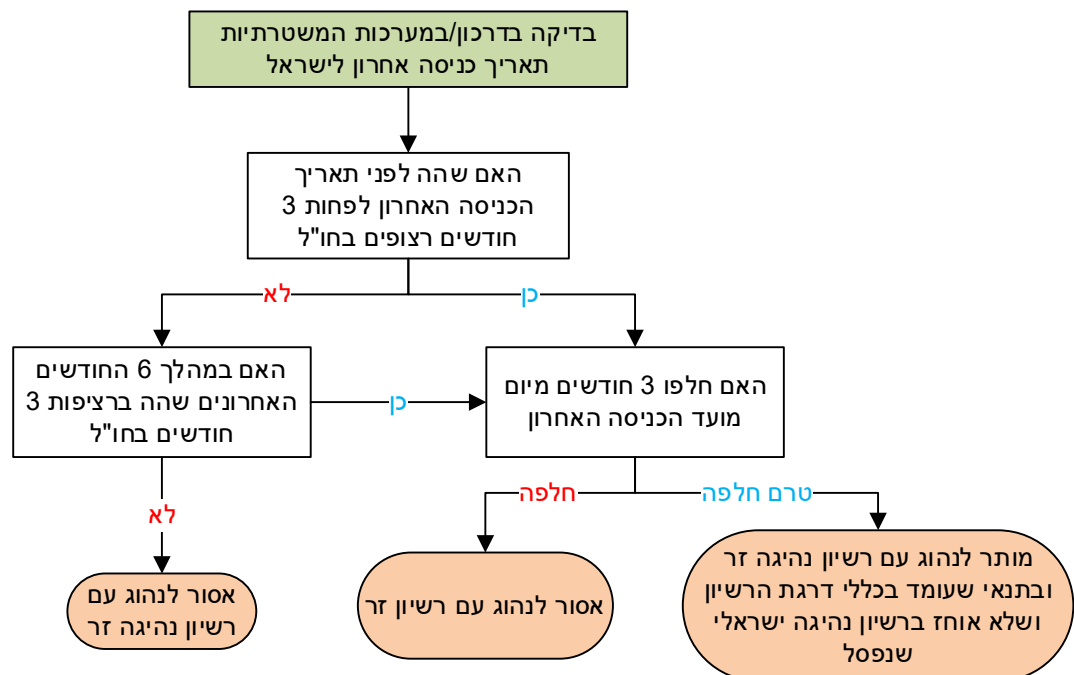 בדיקה בדרכון/במערכות המשטרתיות
תאריך כניסה אחרון לישראל
האם שהה לפני תאריך
הכניסה האחרון לפחות 3
חודשים רצופים בחו"ל
לא
כן
האם במהלך 6 החודשים
האחרונים שהה ברציפות 3
חודשים בחו"ל
כן
האם חלפו 3 חודשים מיום
מועד הכניסה האחרון
לא
חלפה
טרם חלפה
אסור לנהוג עם
רשיון נהיגה זר
אסור לנהוג עם רשיון זר
מותר לנהוג עם רשיון נהיגה זר
ובתנאי שעומד בכללי דרגת הרשיון
ושלא אוחז ברשיון נהיגה ישראלי
שנפסל